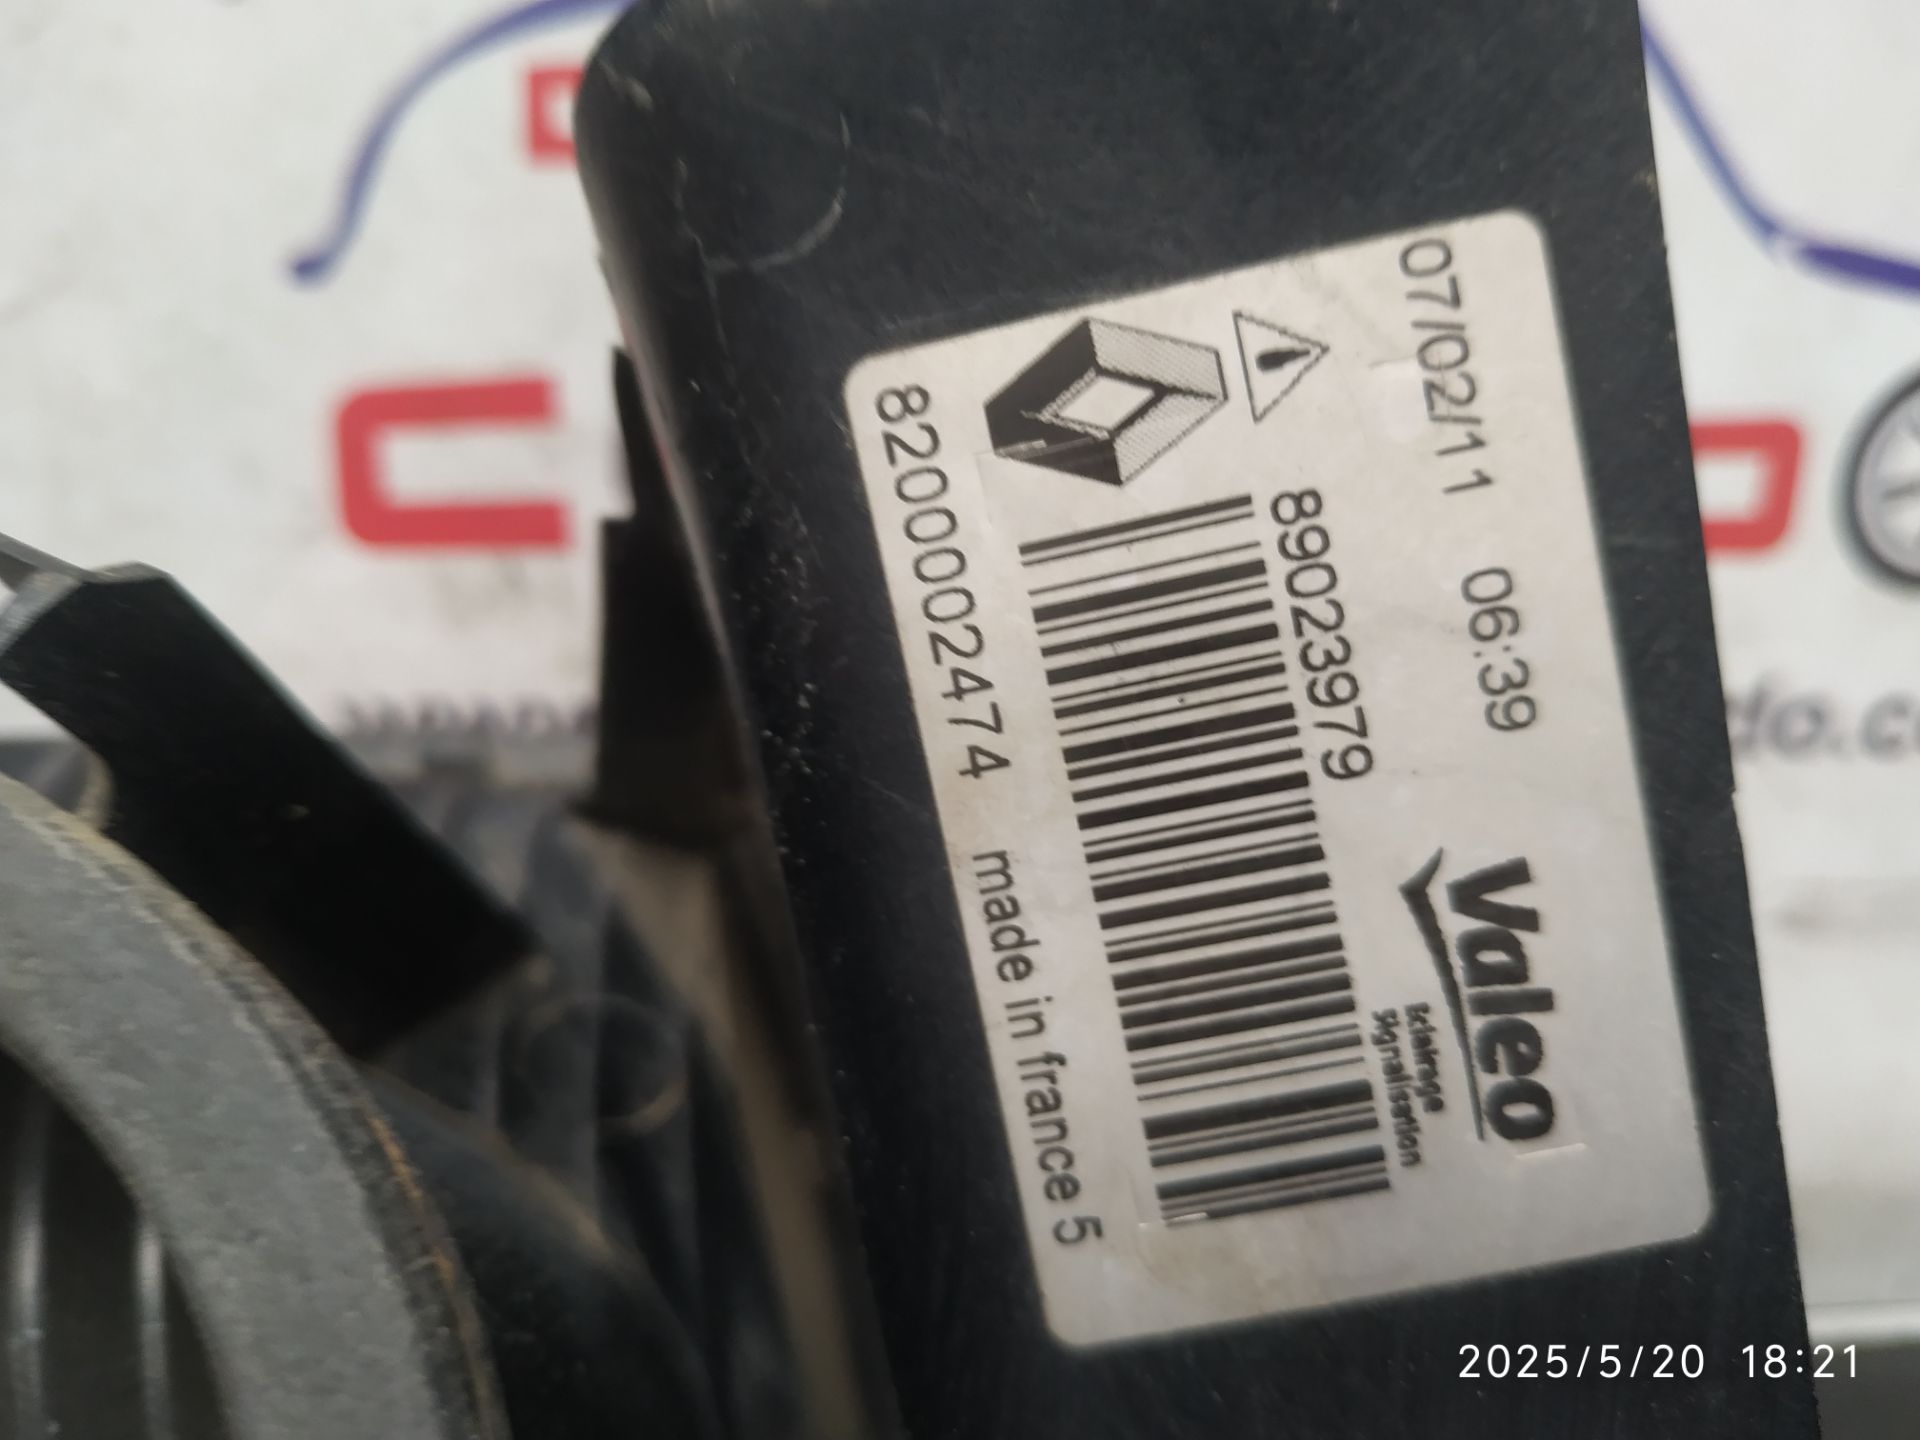 07/02/11 06:39
Valeo
Eclairage
Signalisation
89023979
8200002474 made in france 5
do.c
2025/5/20 18:21